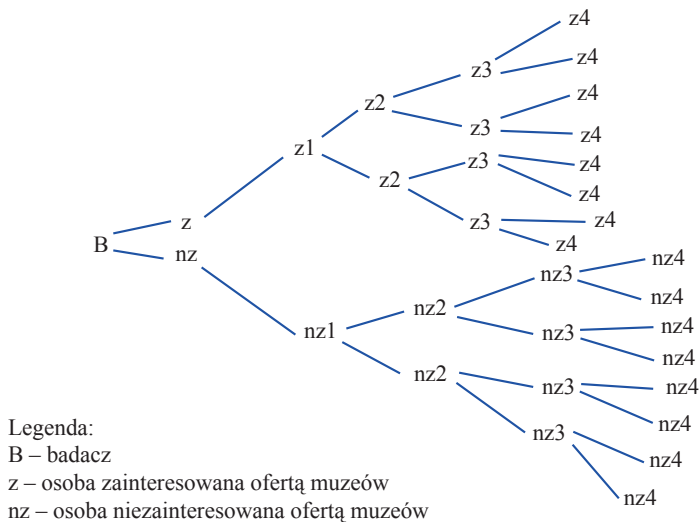 z4
z3
z4
z2
z4
z3
z4
z1
z3
z4
z2
z4
z
z3
z4
B
z4
nz
nz4
nz3
nz4
nz2
nz4
nz1
nz3
nz4
nz2
nz3
nz4
nz4
nz3
nz4
nz4
Legenda:
B – badacz
z – osoba zainteresowana ofertą muzeów
nz – osoba niezainteresowana ofertą muzeów